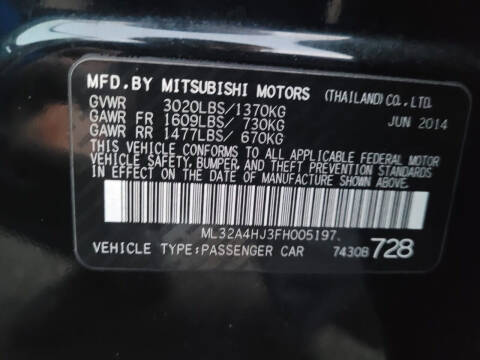 MFD. BY MITSUBISHI MOTORS (THAILAND) CO., LTD.
GVWR 3020LBS/1370KG JUN 2014
GAWR FR 1609LBS/ 730KG
GAWR RR 1477LBS/ 670KG
THIS VEHICLE CONFORMS TO ALL APPLICABLE FEDERAL MOTOR
VEHICLE SAFETY, BUMPER, AND THEFT PREVENTION STANDARDS
IN EFFECT ON THE DATE OF MANUFACTURE SHOWN ABOVE.
ML32A4HJ3FH005197.
VEHICLE TYPE:PASSENGER CAR 7430B 728